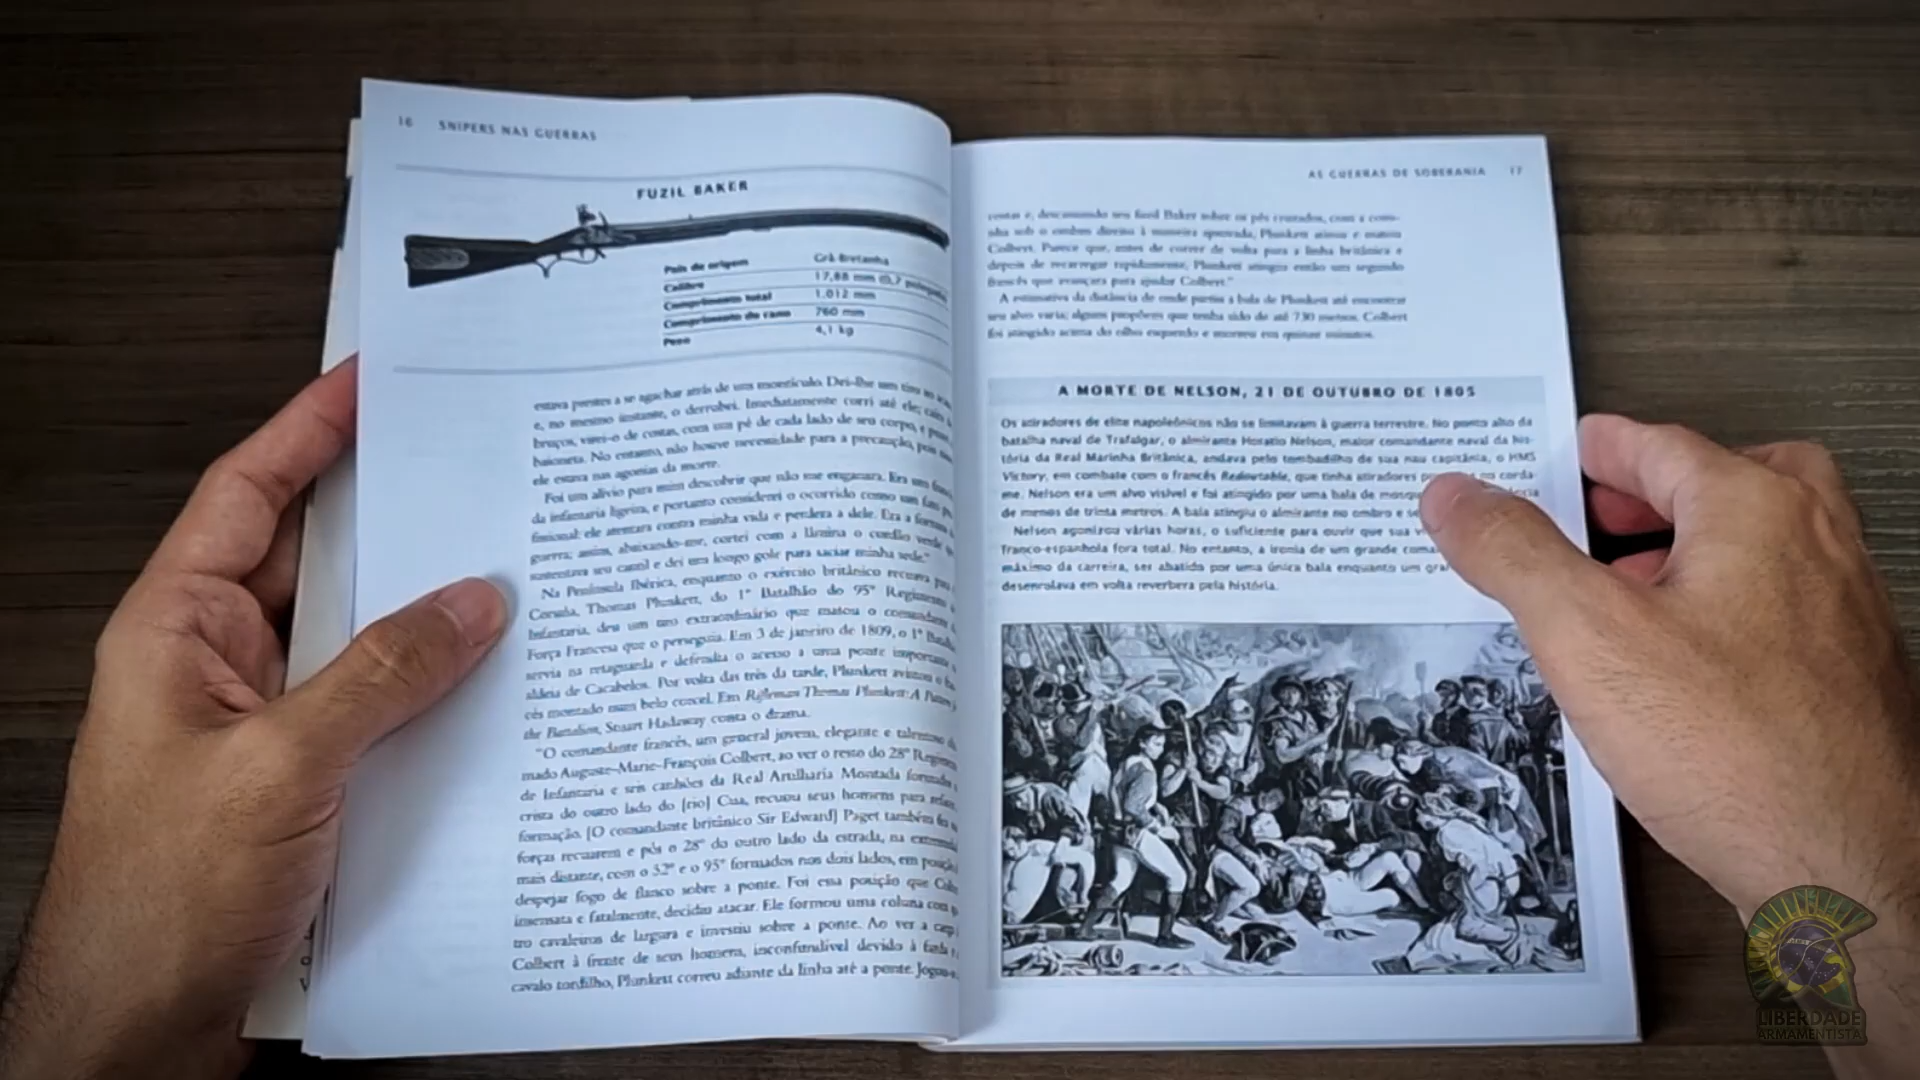 16 SNIPERS NAS GUERRAS
FUZIL BAKER
País de origem Grã-Bretanha
Calibre 17,88 mm (0,7 polegada
Comprimento total 1.012 mm
Comprimento do cano 760 mm
Peso 4,1 kg
estava prestes a se agachar atrás de um montículo. Dei-lhe um tiro ao
e, no mesmo instante, o derrubei. Imediatamente corri até ele; caíra
bruços, virei-o de costas, com um pé de cada lado de seu corpo, e
baioneta. No entanto, não houve necessidade para a precaução, pois
ele estava nas agonias da morte.
Foi um alívio para mim descobrir que não me enganara. Era um
da infantaria ligeira, e portanto considerei o ocorrido como um
fissional: ele atentara contra minha vida e perdera a dele. Era a fortuna
guerra; assim, abaixando-me, cortei com a lâmina o cordão verde
sustentava seu cantil e dei um longo gole para saciar minha sede."
Na Península Ibérica, enquanto o exército britânico recuava para
Corunha, Thomas Plunkett, do 1º Batalhão do 95º Regimento
Infantaria, deu um tiro extraordinário que matou o comandante
Força Francesa que o perseguia. Em 3 de janeiro de 1809, o 1º
servia na retaguarda e defendia o acesso a uma ponte importante
aldeia de Cacabelos. Por volta das três da tarde, Plunkett avistou o
cês montado num belo corcel. Em Rifleman Thomas Plunkett: A
the Battalion, Stuart Hadaway conta o drama.
"O comandante francês, um general jovem, elegante e talentoso
mado Auguste-Marie-François Colbert, ao ver o resto do 28º
de Infantaria e seis canhões da Real Artilharia Montada
crista do outro lado do [rio] Cua, recuou seus homens para
formação. [O comandante britânico Sir Edward] Paget também
forças recuarem e pôs o 28º do outro lado da estrada, na
mais distante, com o 52º e o 95º formados nos dois lados, em
despejar fogo de flanco sobre a ponte. Foi essa posição que
insensata e fatalmente, decidiu atacar. Ele formou uma coluna
tro cavaleiros de largura e investiu sobre a ponte. Ao ver a
Colbert à frente de seus homens, inconfundível devido à farda
cavalo tordilho, Plunkett correu adiante da linha até a ponte.
AS GUERRAS DE SOBERANIA 17
costas e, descansando seu fuzil Baker sobre os pés cruzados, com a
sob o ombro direito à maneira aprovada, Plunkett atirou e matou
Colbert. Parece que, antes de correr de volta para a linha britânica e
depois de recarregar rapidamente, Plunkett atingiu então um segundo
francês que avançara para ajudar Colbert."
A estimativa da distância de onde partiu a bala de Plunkett até encontrar
seu alvo varia; alguns propõem que tenha sido de até 730 metros. Colbert
foi atingido acima do olho esquerdo e morreu em quinze minutos.
A MORTE DE NELSON, 21 DE OUTUBRO DE 1805
Os atiradores de elite napoleônicos não se limitavam à guerra terrestre. No ponto alto da
batalha naval de Trafalgar, o almirante Horatio Nelson, maior comandante naval da his-
tória da Real Marinha Britânica, andava pelo tombadilho de sua nau capitânia, o HMS
Victory, em combate com o francês Redoutable, que tinha atiradores no corda-
me. Nelson era um alvo visível e foi atingido por uma bala de
de menos de trinta metros. A bala atingiu o almirante no ombro e
Nelson agonizou várias horas, o suficiente para ouvir que sua
franco-espanhola fora total. No entanto, a ironia de um grande
máximo da carreira, ser abatido por uma única bala enquanto um
desenrolava em volta reverbera pela história.
LIBERDADE
ARMAMENTISTA